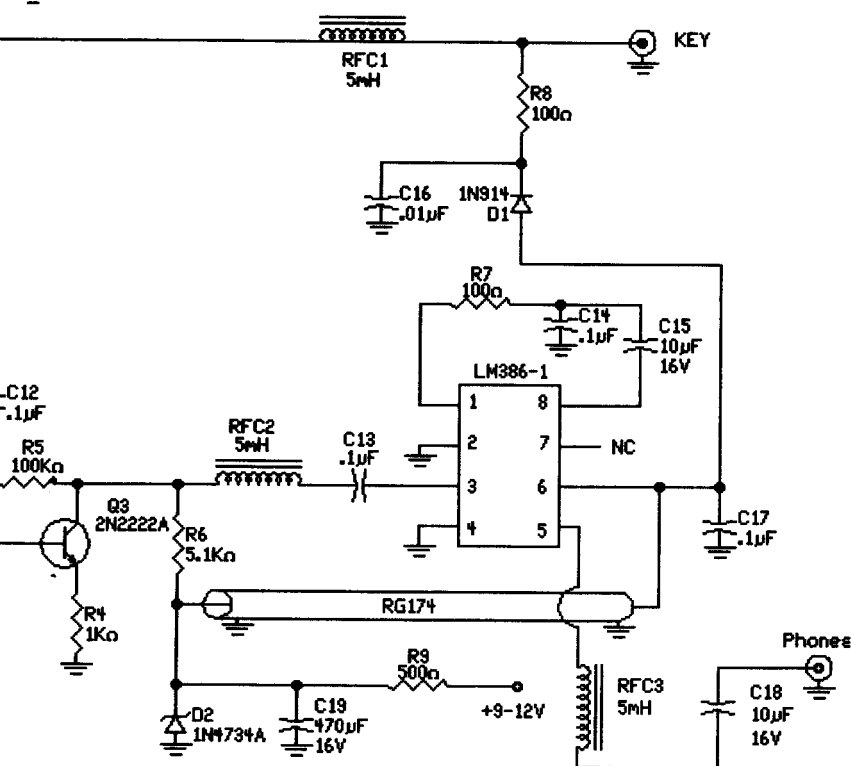 KEY
RFC1
5mH
R8
100Ω
C16
.01µF
1N914
D1
R7
100Ω
C14
.1µF
C15
10µF
16V
LM386-1
1
8
2
7
NC
3
6
4
5
C12
.1µF
R5
100KΩ
RFC2
5mH
C13
.1µF
Q3
2N2222A
R6
5.1KΩ
C17
.1µF
RG174
R4
1KΩ
Phones
R9
500Ω
+9-12V
D2
1N4734A
C19
470µF
16V
RFC3
5mH
C18
10µF
16V